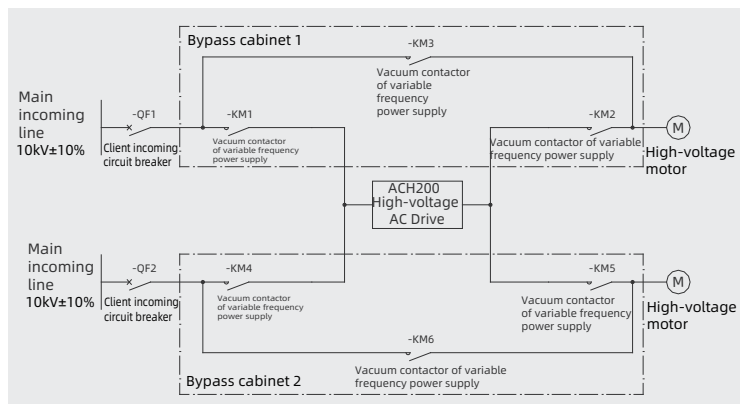 Bypass cabinet 1
-KM3
Vacuum contactor
of variable
frequency
power supply
Main
incoming
line
10kV±10%
-QF1
Client incoming
circuit breaker
-KM1
Vacuum contactor
of variable frequency
power supply
-KM2
Vacuum contactor of variable
frequency power supply
M
High-voltage
motor
ACH200
High-voltage
AC Drive
Main
incoming
line
10kV±10%
-QF2
Client incoming
circuit breaker
-KM4
Vacuum contactor
of variable frequency
power supply
-KM5
Vacuum contactor
of variable frequency
power supply
M
High-voltage
motor
-KM6
Vacuum contactor of variable
frequency power supply
Bypass cabinet 2